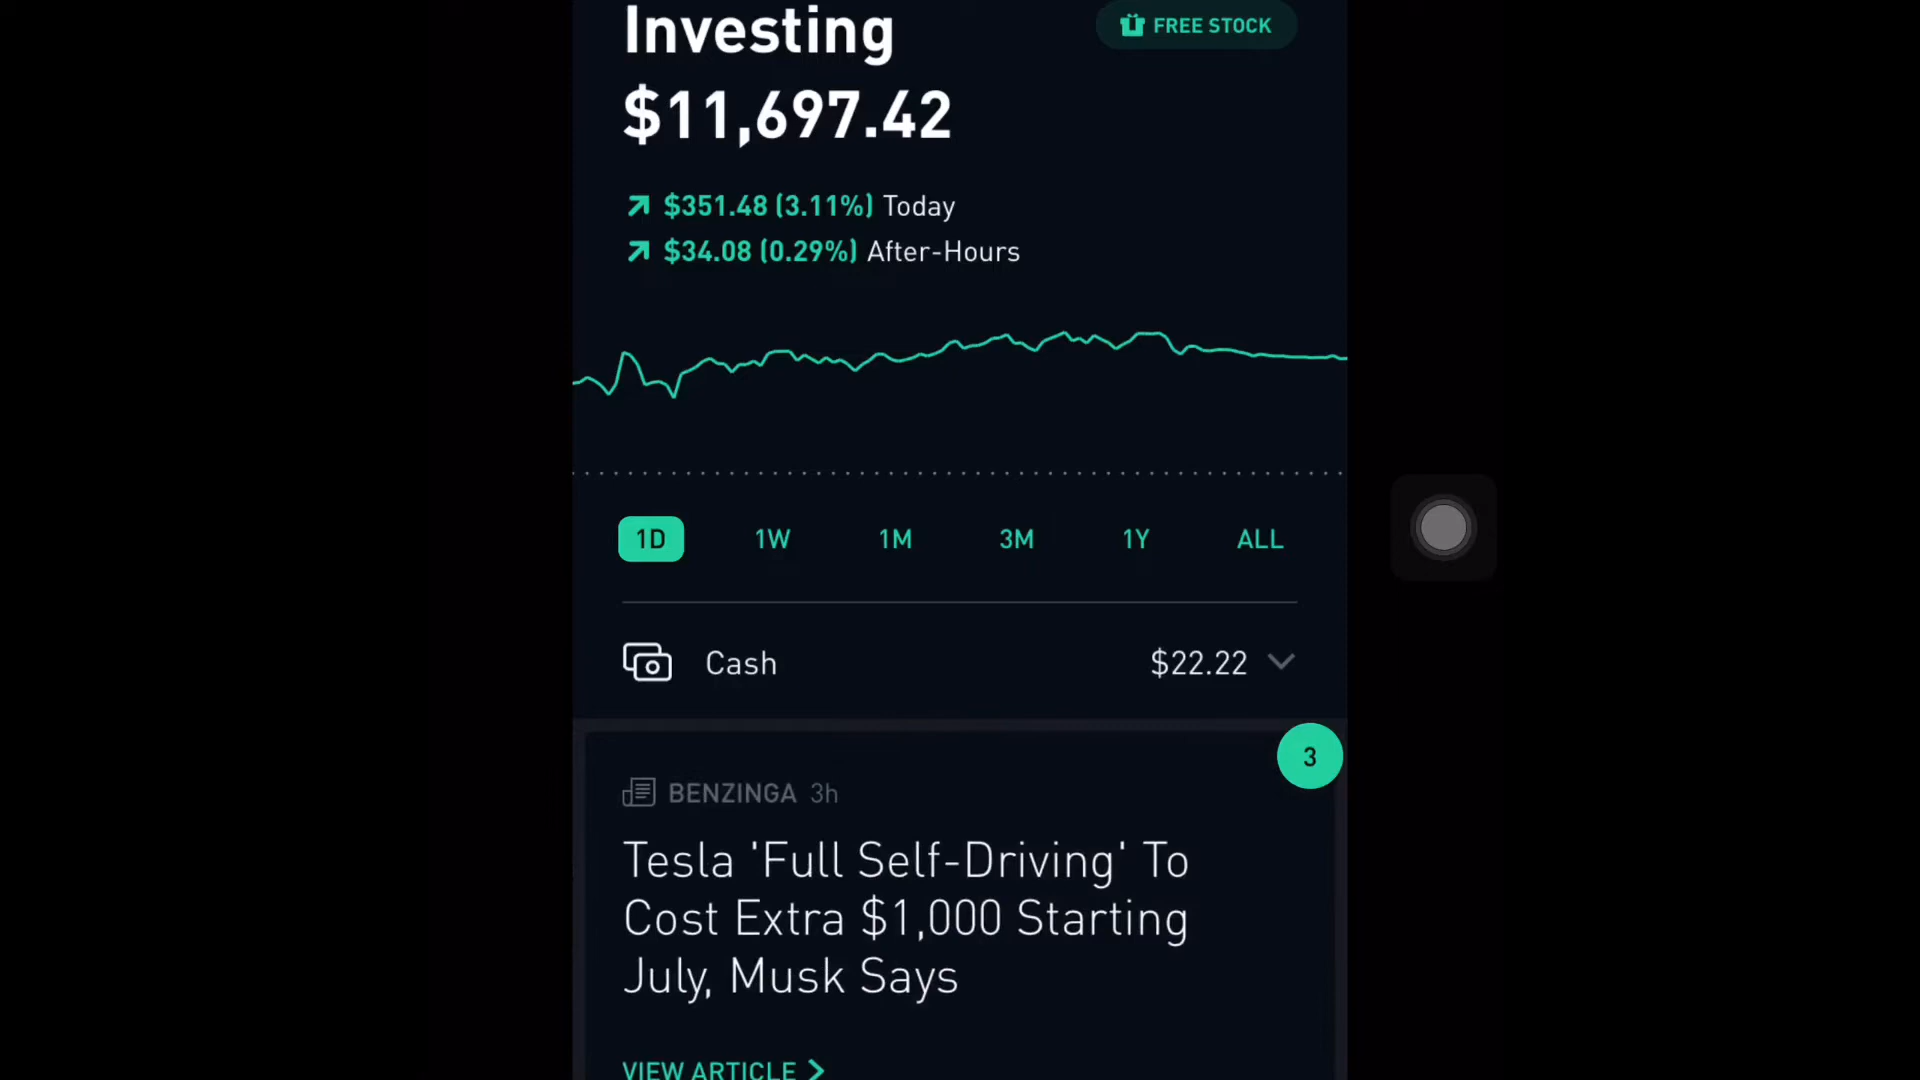 Investing
FREE STOCK
$11,697.42
$351.48 (3.11%) Today
$34.08 (0.29%) After-Hours
1D 1W 1M 3M 1Y ALL
Cash $22.22
3
BENZINGA 3h
Tesla 'Full Self-Driving' To
Cost Extra $1,000 Starting
July, Musk Says
VIEW ARTICLE